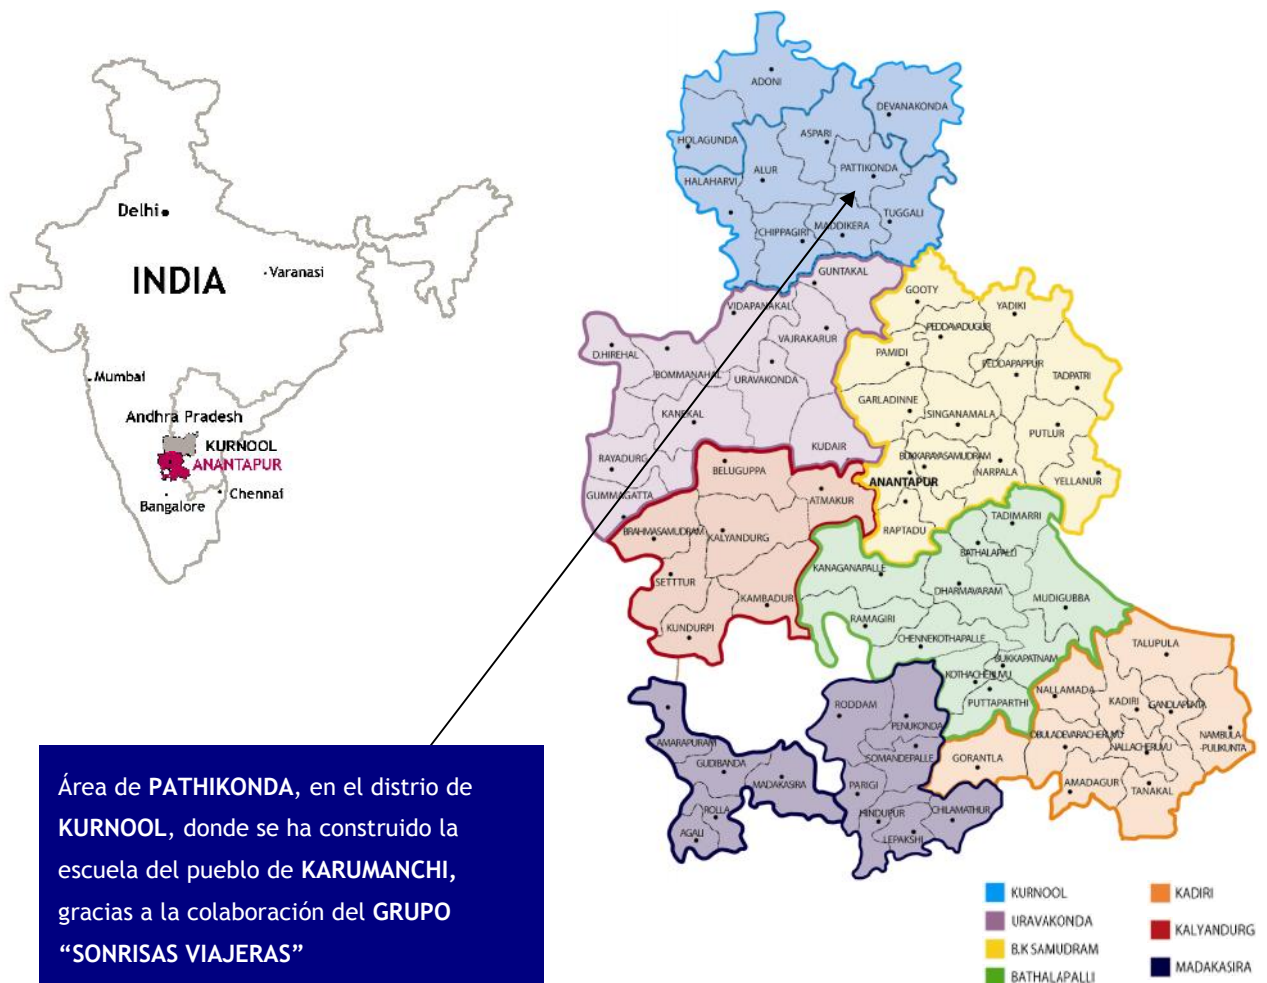 Delhi
INDIA
Varanasi
Mumbai
Andhra Pradesh
KURNOOL
ANANTAPUR
Bangalore
Chennai
ADONI
DEVANAKONDA
HOLAGUNDA
ASPARI
ALUR
PATTIKONDA
HALAHARVI
TUGGALI
CHIPPAGIRI
MADDIKERA
GUNTAKAL
GOOTY
VIDAPANAKAL
YADIKI
PEDDAVADUGUR
VAJRAKARUR
D.HIREHAL
PAMIDI
PEDDAPAPPUR
BOMMANAHAL
URAVAKONDA
TADPATRI
GARLADINNE
KANEKAL
SINGANAMALA
PUTLUR
KUDAIR
RAYADURG
BELUGUPPA
BUKKARAYASAMUDRAM
NARPALA
ANANTAPUR
YELLANUR
GUMMAGATTA
ATMAKUR
TADIMARRI
BRAHMASAMUDRAM
KALYANDURG
RAPTADU
BATHALAPALLI
KANAGANAPALLE
SETTTUR
DHARMAVARAM
MUDIGUBBA
KAMBADUR
KUNDURPI
RAMAGIRI
CHENNEKOTHAPALLE
TALUPULA
BUKKAPATNAM
KOTHACHERUVU
NALLAMADA
PUTTAPARTHI
KADIRI
GANDLAPENTA
RODDAM
PENUKONDA
OBULADEVARACHERUVU
NALLACHERUVU
NAMBULA
-PULIKUNTA
AMARAPURAM
GUDIBANDA
SOMANDEPALLE
GORANTLA
MADAKASIRA
PARIGI
AMADAGUR
TANAKAL
ROLLA
HINDUPUR
CHILAMATHUR
AGALI
LEPAKSHI
Área de PATHIKONDA, en el distrio de
KURNOOL, donde se ha construido la
escuela del pueblo de KARUMANCHI,
gracias a la colaboración del GRUPO
“SONRISAS VIAJERAS”
KURNOOL
URAVAKONDA
B.K SAMUDRAM
BATHALAPALLI
KADIRI
KALYANDURG
MADAKASIRA